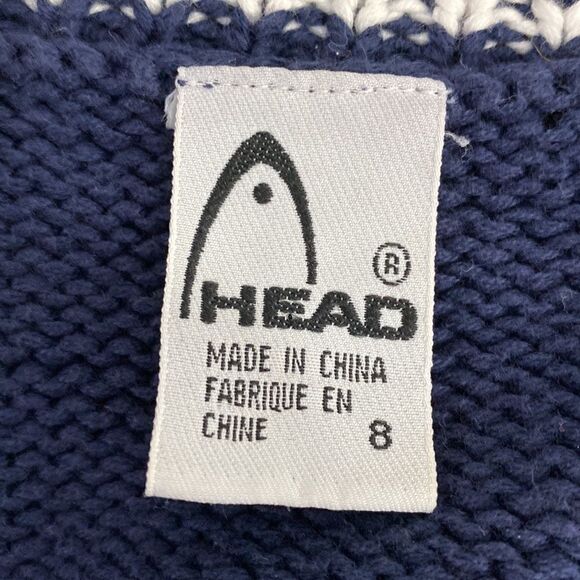 ®
HEAD
MADE IN CHINA
FABRIQUE EN
CHINE 8